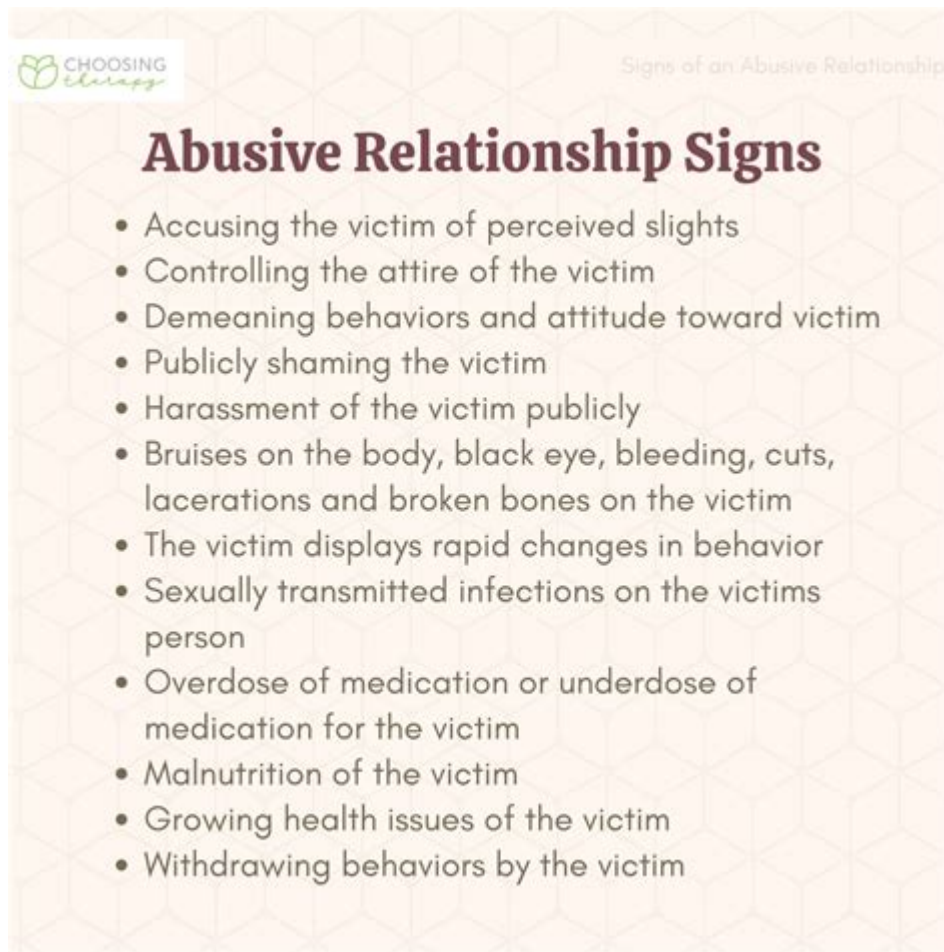 CHOOSING
therapy
Signs of an Abusive Relationship
Abusive Relationship Signs
• Accusing the victim of perceived slights
• Controlling the attire of the victim
• Demeaning behaviors and attitude toward victim
• Publicly shaming the victim
• Harassment of the victim publicly
• Bruises on the body, black eye, bleeding, cuts,
lacerations and broken bones on the victim
• The victim displays rapid changes in behavior
• Sexually transmitted infections on the victims
person
• Overdose of medication or underdose of
medication for the victim
• Malnutrition of the victim
• Growing health issues of the victim
• Withdrawing behaviors by the victim